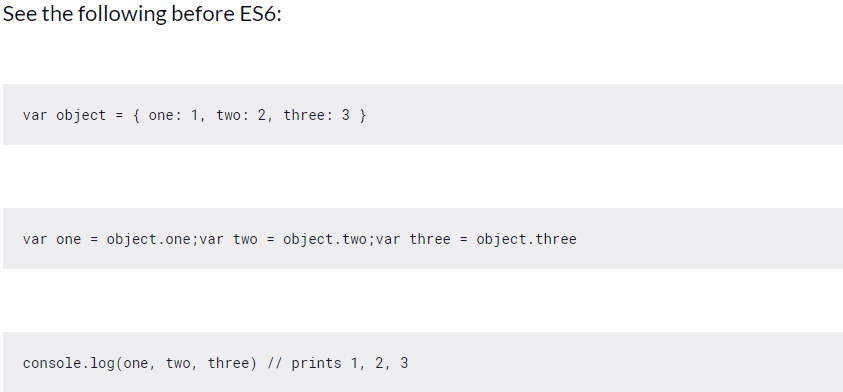 See the following before ES6:
var object = { one: 1, two: 2, three: 3 }
var one = object.one;var two = object.two;var three = object.three
console.log(one, two, three) // prints 1, 2, 3